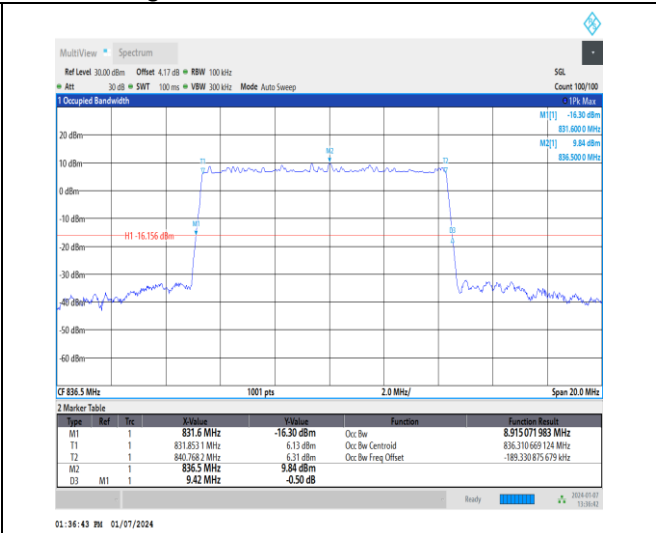 MultiView Spectrum
Ref Level 30.00 dBm Offset 4.17 dB RBW 100 kHz SGL
Att 30 dB SWT 100 ms VBW 300 kHz Mode Auto Sweep Count 100/100
1 Occupied Bandwidth 1Pk Max
M1[1] -16.30 dBm
831.6000 MHz
M2[1] 9.84 dBm
836.5000 MHz
20 dBm
M2
10 dBm
T1 T2
0 dBm
-10 dBm
M1
H1 -16.156 dBm
D3
-20 dBm
-30 dBm
-40 dBm
-50 dBm
-60 dBm
CF 836.5 MHz 1001 pts 2.0 MHz/ Span 20.0 MHz
2 Marker Table
Type Ref Trc X-Value Y-Value Function Function Result
M1 1 831.6 MHz -16.30 dBm Occ Bw 8.915 071 983 MHz
T1 1 831.853 1 MHz 6.13 dBm Occ Bw Centroid 836.310 669 124 MHz
T2 1 840.768 2 MHz 6.31 dBm Occ Bw Freq Offset -189.330 875 679 kHz
M2 1 836.5 MHz 9.84 dBm
D3 M1 1 9.42 MHz -0.50 dB
Ready 2024-01-07
13:36:42
01:36:43 PM 01/07/2024